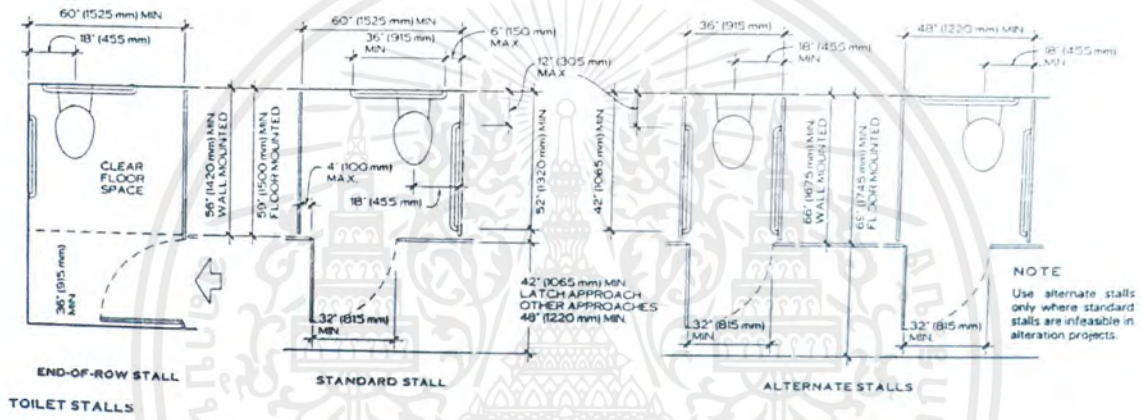 60" (1525 mm) MIN
18" (455 mm)
CLEAR
FLOOR
SPACE
36" (915 mm)
MIN
56" (1420 mm) MIN.
WALL MOUNTED
59" (1500 mm) MIN.
FLOOR MOUNTED
END-OF-ROW STALL
60" (1525 mm) MIN
36" (915 mm)
MIN
6" (150 mm)
MAX.
12" (305 mm)
MAX
4" (100 mm)
MAX.
18" (455 mm)
52" (1320 mm) MIN
42" (1065 mm) MIN.
42" (1065 mm) MIN.
LATCH APPROACH
OTHER APPROACHES
48" (1220 mm) MIN.
32" (815 mm)
MIN.
STANDARD STALL
36" (915 mm)
18" (455 mm)
MIN
66" (1675 mm) MIN.
WALL MOUNTED
69" (1745 mm) MIN.
FLOOR MOUNTED
32" (815 mm)
MIN.
48" (1220 mm) MIN.
18" (455 mm)
MIN
32" (815 mm)
MIN.
ALTERNATE STALLS
NOTE
Use alternate stalls
only where standard
stalls are infeasible in
alteration projects.
TOILET STALLS